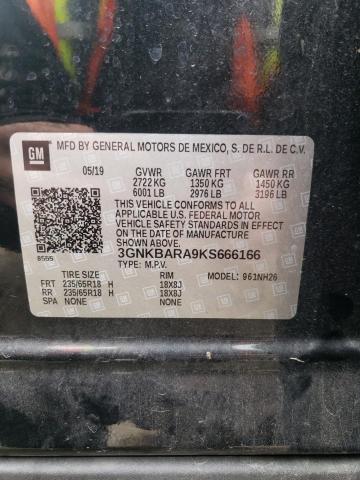 GM
MFD BY GENERAL MOTORS DE MEXICO, S. DE R.L. DE C.V.
05/19 GVWR GAWR FRT GAWR RR
2722 KG 1350 KG 1450 KG
6001 LB 2976 LB 3196 LB
THIS VEHICLE CONFORMS TO ALL
APPLICABLE U.S. FEDERAL MOTOR
VEHICLE SAFETY STANDARDS IN EFFECT
ON THE DATE OF MANUFACTURE SHOWN ABOVE.
3GNKBARA9KS666166
8555 TYPE: M.P.V.
TIRE SIZE RIM MODEL: 961NH26
FRT 235/65R18 H 18X8J
RR 235/65R18 H 18X8J
SPA NONE NONE